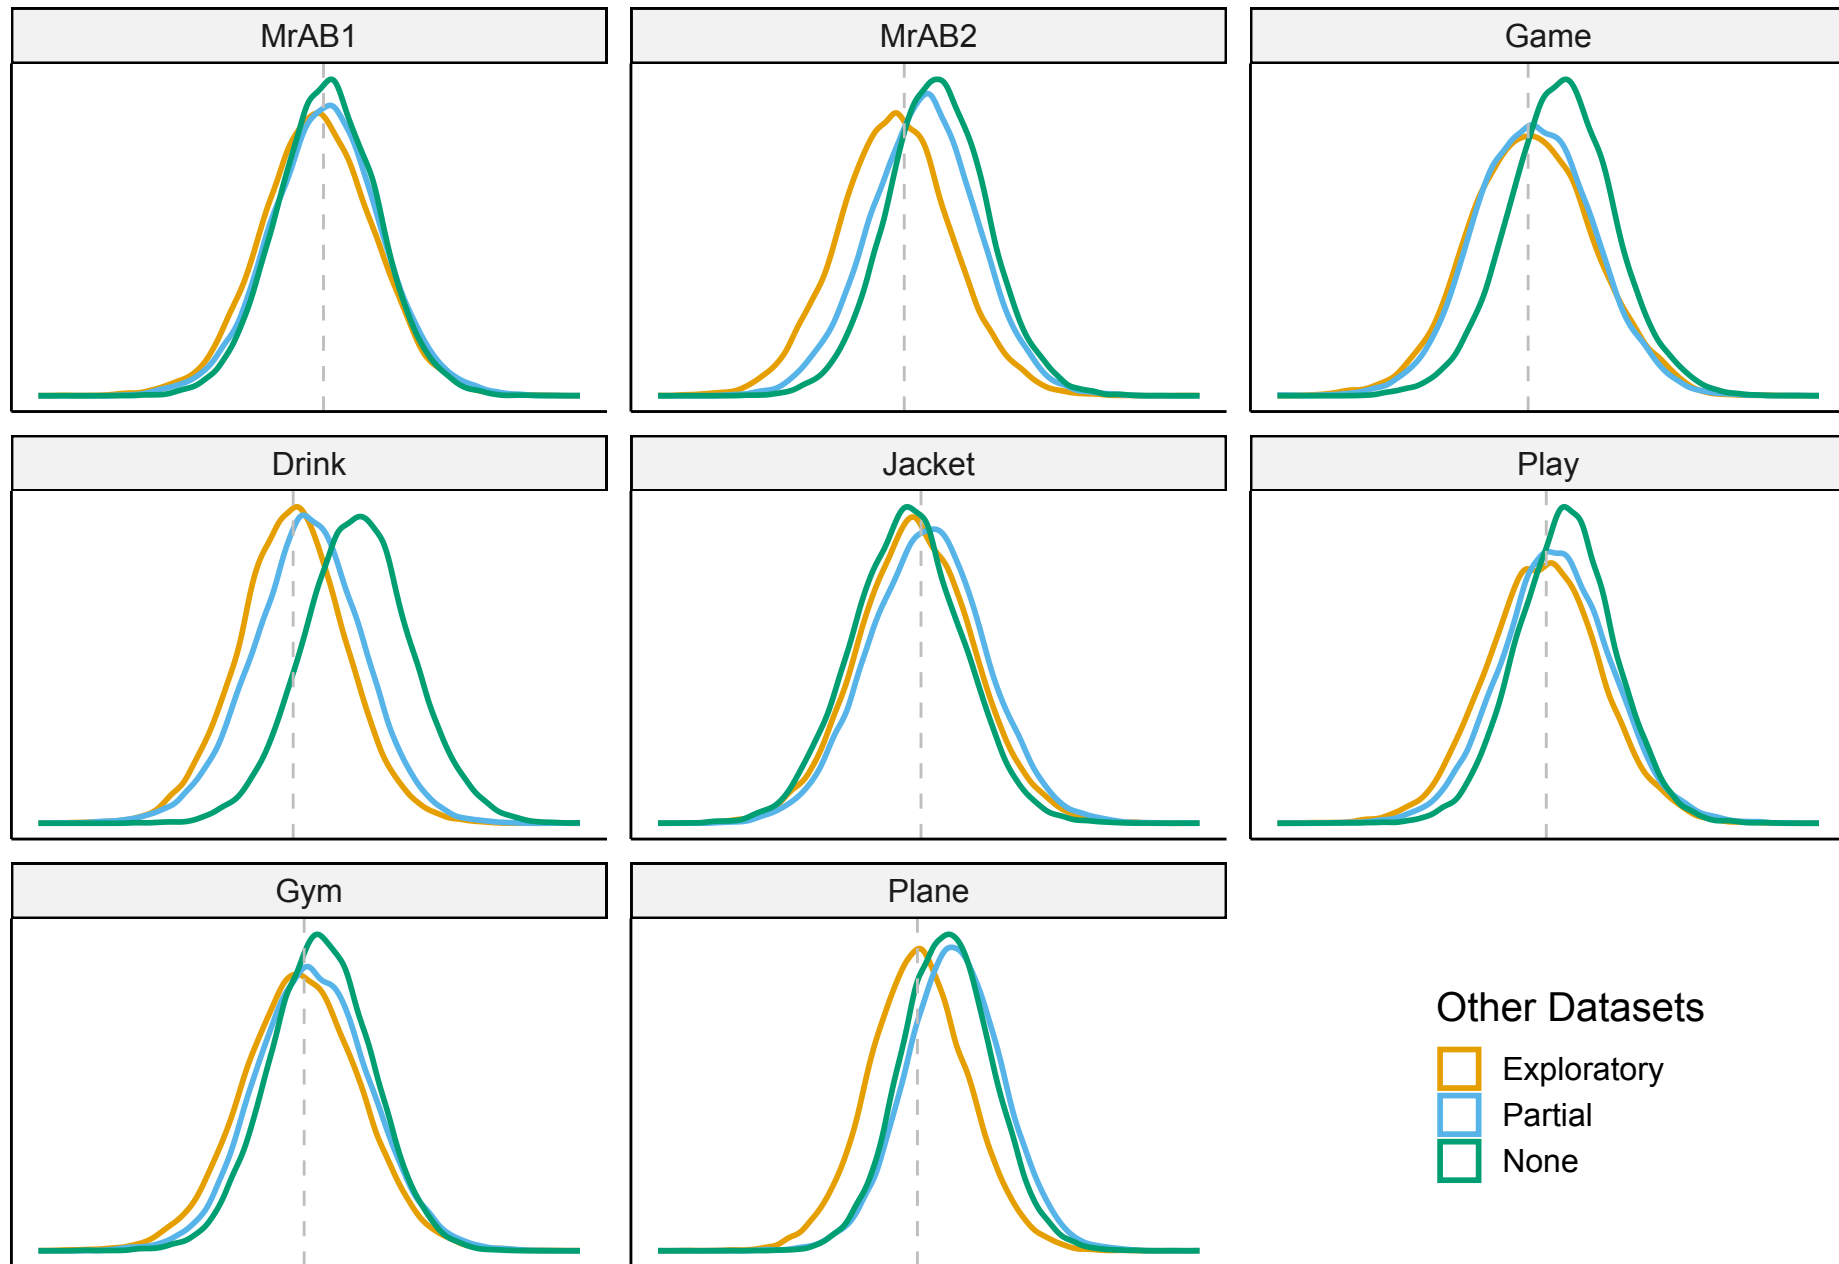 MrAB1
MrAB2
Game
Drink
Jacket
Play
Gym
Plane
Other Datasets
Exploratory
Partial
None